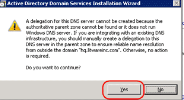 Active Directory Domain Services Installation Wizard
A delegation for this DNS server cannot be created because the
authoritative parent zone cannot be found or it does not run
Windows DNS server. If you are integrating with an existing DNS
infrastructure, you should manually create a delegation to this
DNS server in the parent zone to ensure reliable name resolution
from outside the domain Otherwise, no action
is required.
Do you want to continue?
Yes
No